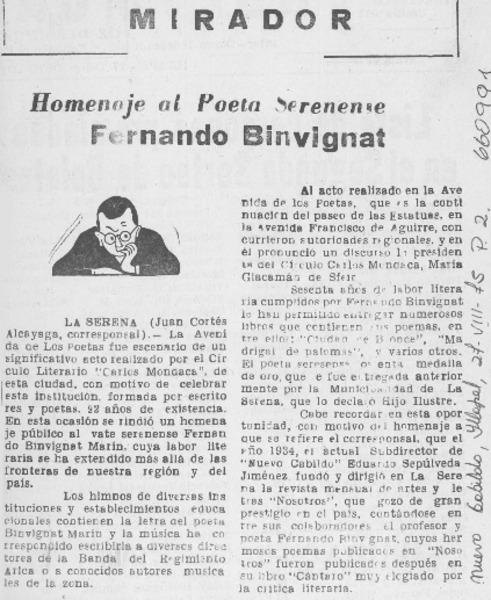 MIRADOR
Homenaje al Poeta Serenense
Fernando Binvignat
LA SERENA (Juan Cortés
Alcayaga, corresponsal).— La Aveni
da de Los Poetas fue escenario de un
significativo acto realizado por el Cír
culo Literario "Carlos Mondaca", de
esta ciudad, con motivo de celebrar
esta institución, formada por escrito
res y poetas, 22 años de existencia.
En esta ocasión se rindió un homena
je público al vate serenense Fernan
do Binvignat Marín, cuya labor lite
raria se ha extendido más allá de las
fronteras de nuestra región y del
país.
Los himnos de diversas ins
tituciones y establecimientos educa
cionales contienen la letra del poeta
Binvignat Marín y la música ha co
rrespondido escribirla a diversos direc
tores de la Banda del Regimiento
Arica o a conocidos autores musica
les de la zona.
Al acto realizado en la Ave
nida de los Poetas, que es la conti
nuación del paseo de las Estatuas, en
la Avenida Francisco de Aguirre, con
currieron autoridades regionales, y en
él pronunció un discurso la presiden
ta del Círculo Carlos Mondaca, María
Giacamán de Sfeir
Sesenta años de labor litera
ria cumplidos por Fernando Binvignat
le han permitido entregar numerosos
libros que contienen sus poemas, en
tre ellos: "Ciudad de Bronce", "Ma
drigal de palomas", y varios otros.
El poeta serenense os enta medalla
de oro, que le fue entregada anterior
mente por la Municipalidad de La
Serena, que lo declaró Hijo Ilustre.
Cabe recordar en esta opor
tunidad, con motivo del homenaje a
que se refiere el corresponsal, que el
año 1934, el actual Subdirector de
"Nuevo Cabildo" Eduardo Sepúlveda
Jiménez fundó y dirigió en La Sere
na la revista mensual de artes y le
tras "Nosotros", que gozó de gran
prestigio en el país, contándose en
tre sus colaboradores el profesor y
poeta Fernando Binvignat, cuyos her
mosos poemas publicados en "Noso
tros" fueron publicados después en
su libro "Cántaro" muy elogiado por
la crítica literaria.
Nuevo Cabildo, Illapel, 27-VIII-75 P. 2.
660991